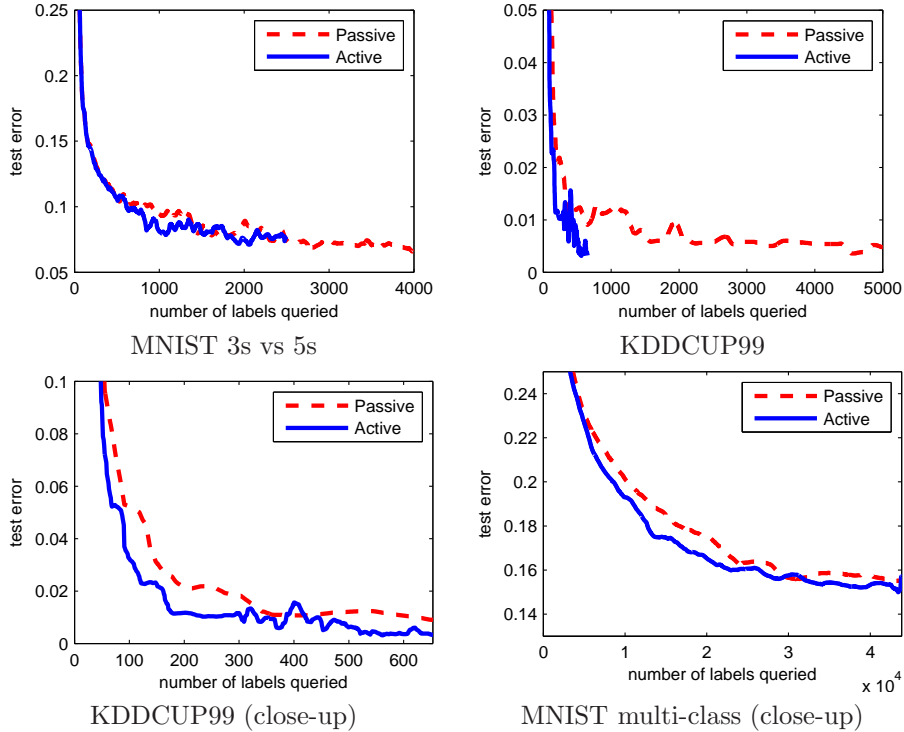 0.25
0.2
0.15
0.1
0.05
test error
Passive
Active
0
1000
2000
3000
4000
number of labels queried
MNIST 3s vs 5s
0.05
0.04
0.03
0.02
0.01
0
test error
Passive
Active
0
1000
2000
3000
4000
5000
number of labels queried
KDDCUP99
0.1
0.08
0.06
0.04
0.02
0
test error
Passive
Active
0
100
200
300
400
500
600
number of labels queried
KDDCUP99 (close-up)
0.24
0.22
0.2
0.18
0.16
0.14
test error
Passive
Active
0
1
2
3
4
x 10^4
number of labels queried
MNIST multi-class (close-up)